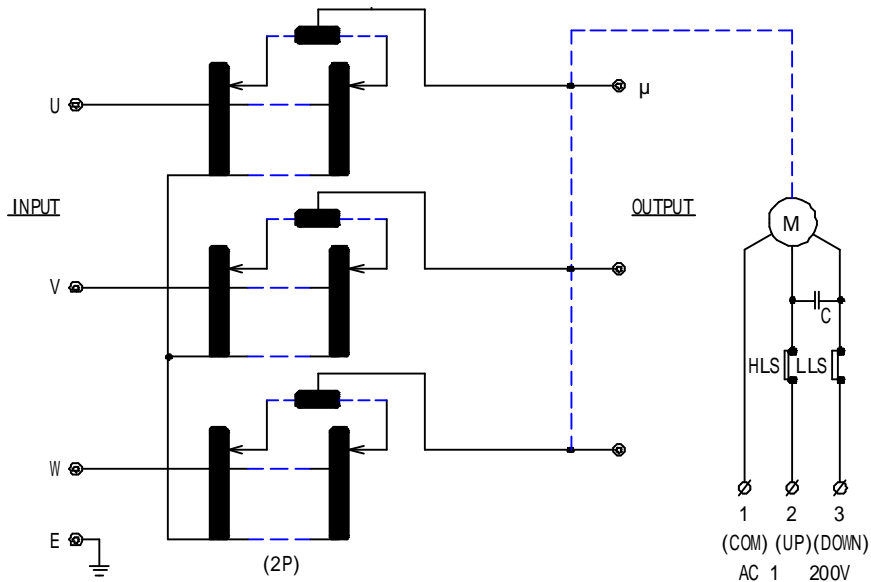 U
µ
INPUT
OUTPUT
M
V
C
HLS
LLS
W
E
(2P)
1 2 3
(COM) (UP) (DOWN)
AC 1 200V